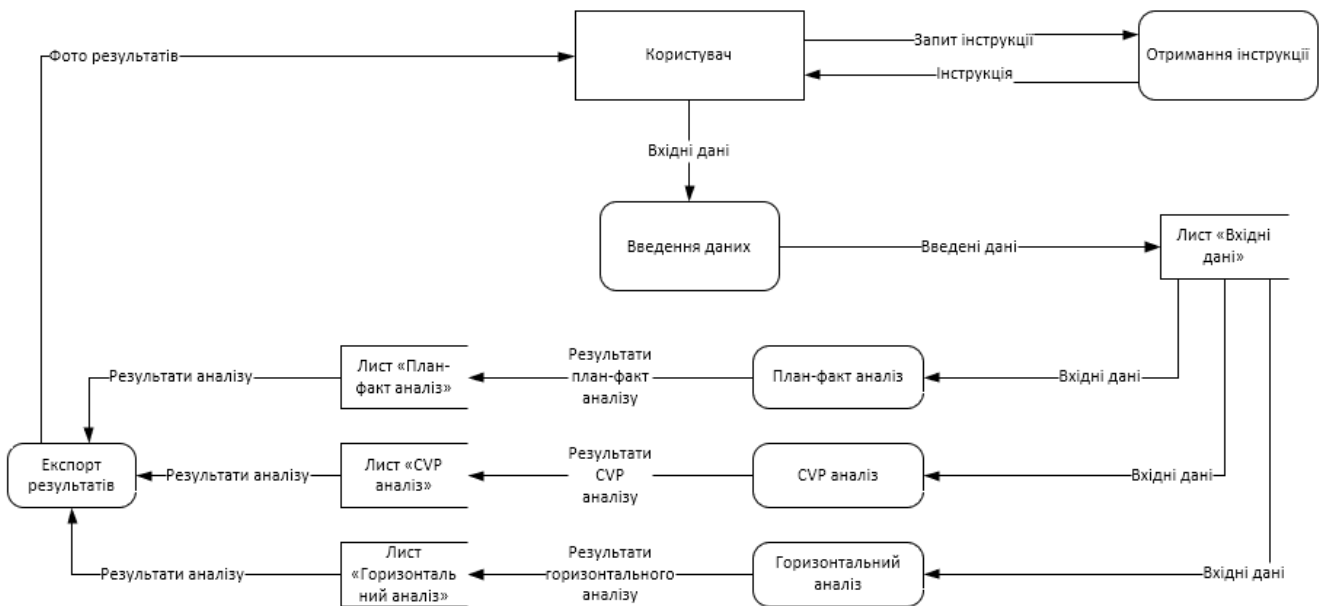 Фото результатів
Користувач
Запит інструкції
Інструкція
Отримання інструкції
Вхідні дані
Введення даних
Введені дані
Лист «Вхідні
дані»
Результати аналізу
Лист «План-
факт аналіз»
Результати
план-факт
аналізу
План-факт аналіз
Вхідні дані
Експорт
результатів
Результати аналізу
Лист «CVP
аналіз»
Результати
CVP
аналізу
CVP аналіз
Вхідні дані
Результати аналізу
Лист
«Горизонталь
ний аналіз»
Результати
горизонтального
аналізу
Горизонтальний
аналіз
Вхідні дані